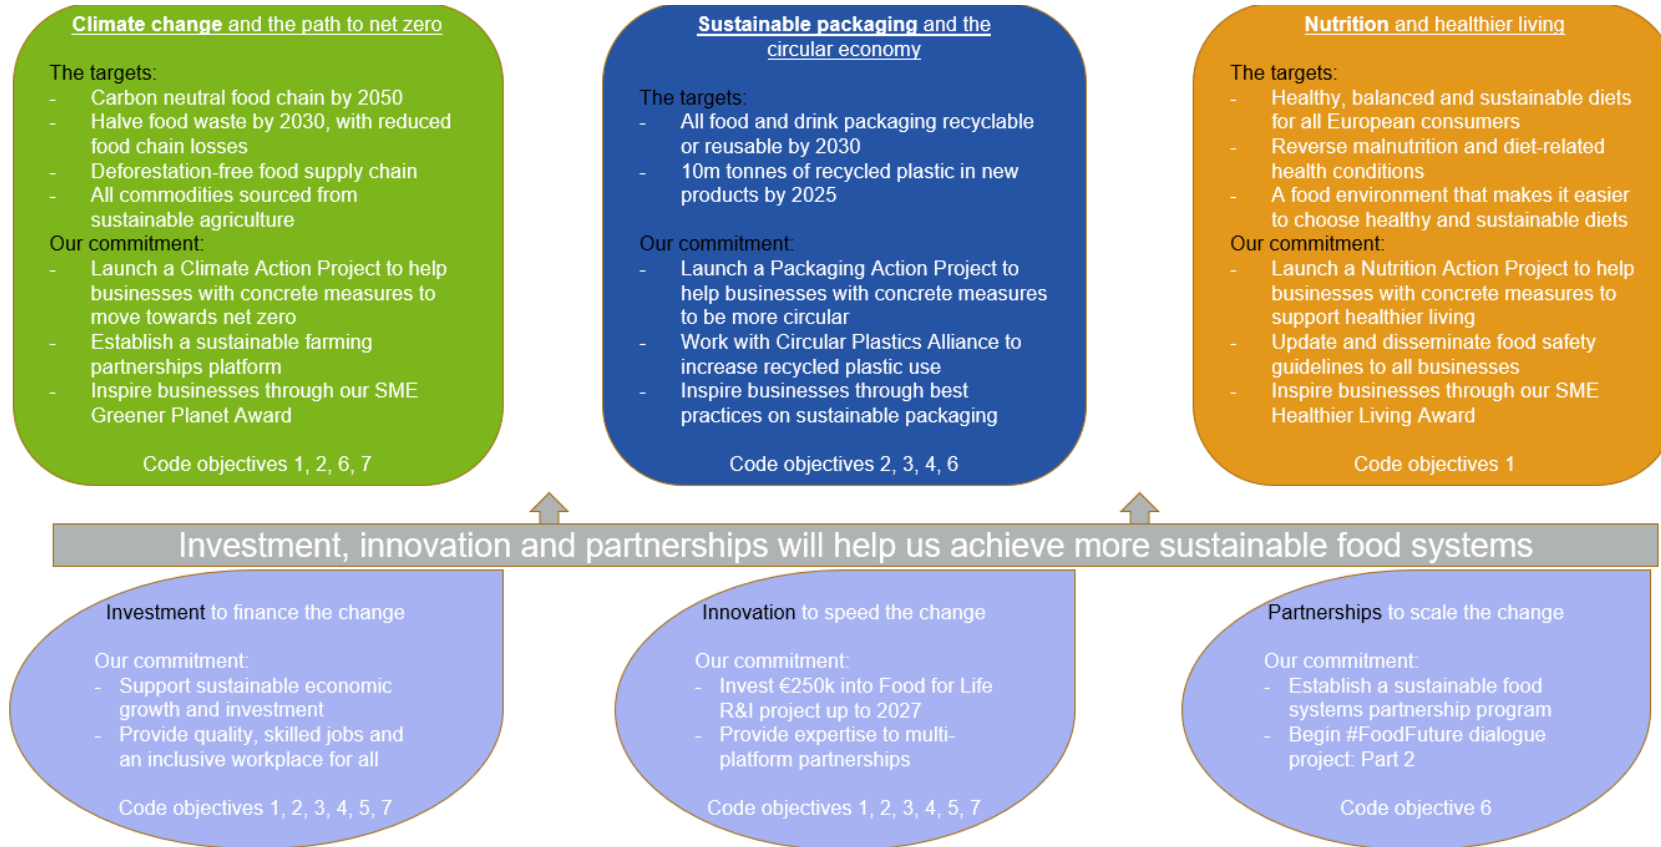 Climate change and the path to net zero
The targets:
- Carbon neutral food chain by 2050
- Halve food waste by 2030, with reduced
food chain losses
- Deforestation-free food supply chain
- All commodities sourced from
sustainable agriculture
Our commitment:
- Launch a Climate Action Project to help
businesses with concrete measures to
move towards net zero
- Establish a sustainable farming
partnerships platform
- Inspire businesses through our SME
Greener Planet Award
Code objectives 1, 2, 6, 7
Sustainable packaging and the
circular economy
The targets:
- All food and drink packaging recyclable
or reusable by 2030
- 10m tonnes of recycled plastic in new
products by 2025
Our commitment:
- Launch a Packaging Action Project to
help businesses with concrete measures
to be more circular
- Work with Circular Plastics Alliance to
increase recycled plastic use
- Inspire businesses through best
practices on sustainable packaging
Code objectives 2, 3, 4, 6
Nutrition and healthier living
The targets:
- Healthy, balanced and sustainable diets
for all European consumers
- Reverse malnutrition and diet-related
health conditions
- A food environment that makes it easier
to choose healthy and sustainable diets
Our commitment:
- Launch a Nutrition Action Project to help
businesses with concrete measures to
support healthier living
- Update and disseminate food safety
guidelines to all businesses
- Inspire businesses through our SME
Healthier Living Award
Code objectives 1
Investment, innovation and partnerships will help us achieve more sustainable food systems
Investment to finance the change
Our commitment:
- Support sustainable economic
growth and investment
- Provide quality, skilled jobs and
an inclusive workplace for all
Code objectives 1, 2, 3, 4, 5, 7
Innovation to speed the change
Our commitment:
- Invest €250k into Food for Life
R&I project up to 2027
- Provide expertise to multi-
platform partnerships
Code objectives 1, 2, 3, 4, 5, 7
Partnerships to scale the change
Our commitment:
- Establish a sustainable food
systems partnership program
- Begin #FoodFuture dialogue
project: Part 2
Code objective 6